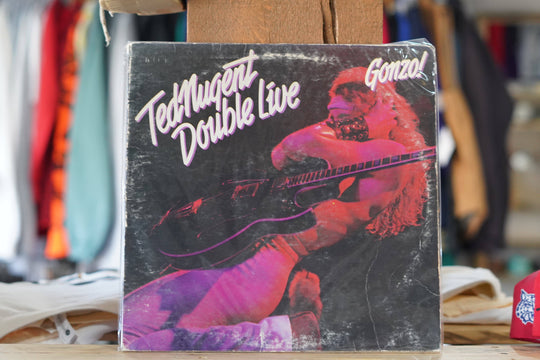 Ted Nugent
Double Live
Gonzo!